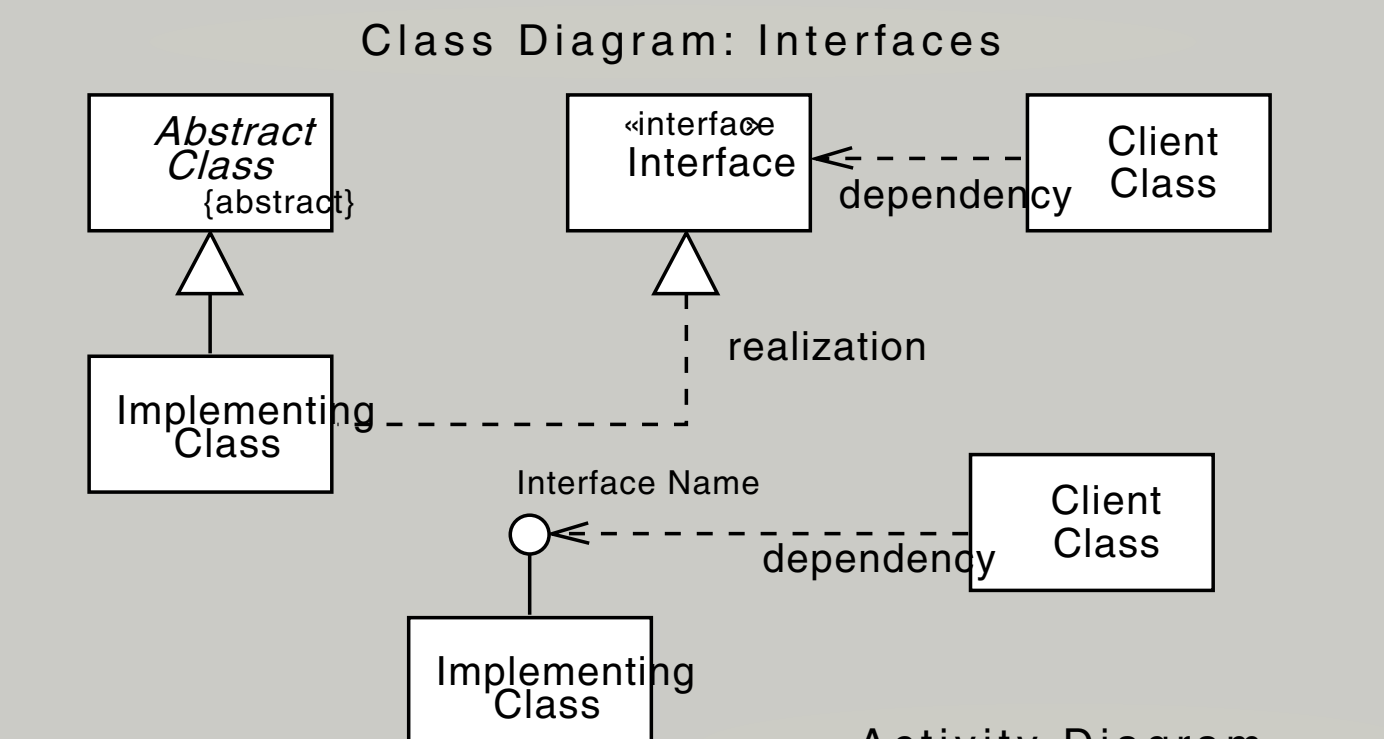 Class Diagram: Interfaces
Abstract
Class
{abstract}
«interface»
Interface
Client
Class
dependency
realization
Implementing
Class
Interface Name
Client
Class
dependency
Implementing
Class
Activity Diagram